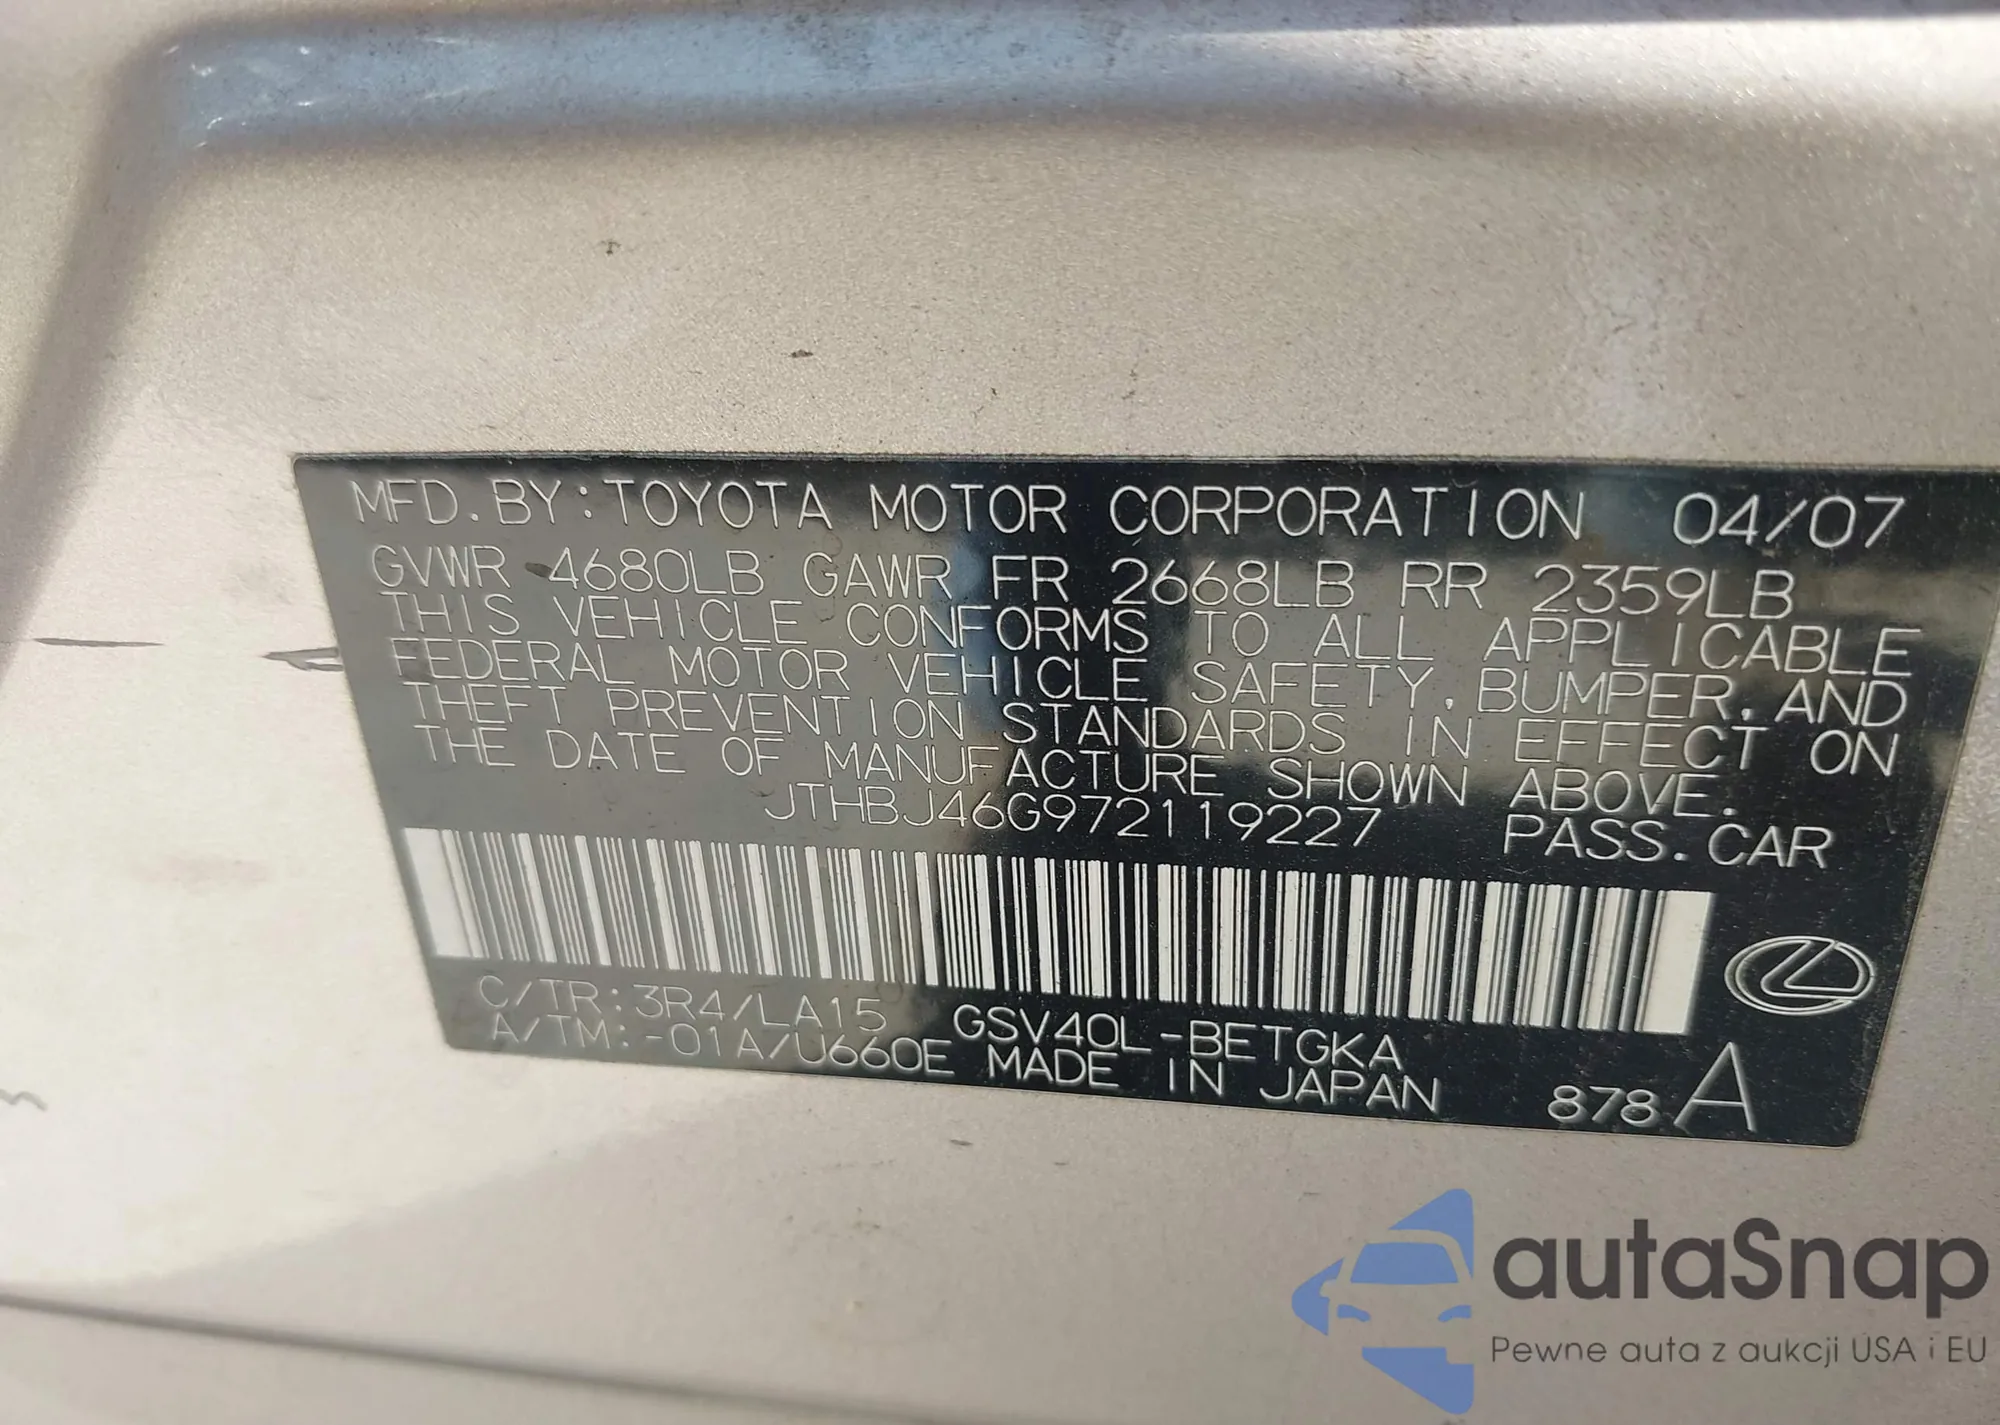 MFD. BY: TOYOTA MOTOR CORPORATION 04/07
GVWR 4680LB GAWR FR 2668LB RR 2359LB
THIS VEHICLE CONFORMS TO ALL APPLICABLE
FEDERAL MOTOR VEHICLE SAFETY, BUMPER, AND
THEFT PREVENTION STANDARDS IN EFFECT ON
THE DATE OF MANUFACTURE SHOWN ABOVE.
JTHBJ46G972119227 PASS. CAR
C/TR: 3R4/LA15 GSV40L-BETGKA
A/TM: -01A/U660E MADE IN JAPAN 878 A
autaSnap
Pewne auta z aukcji USA i EU